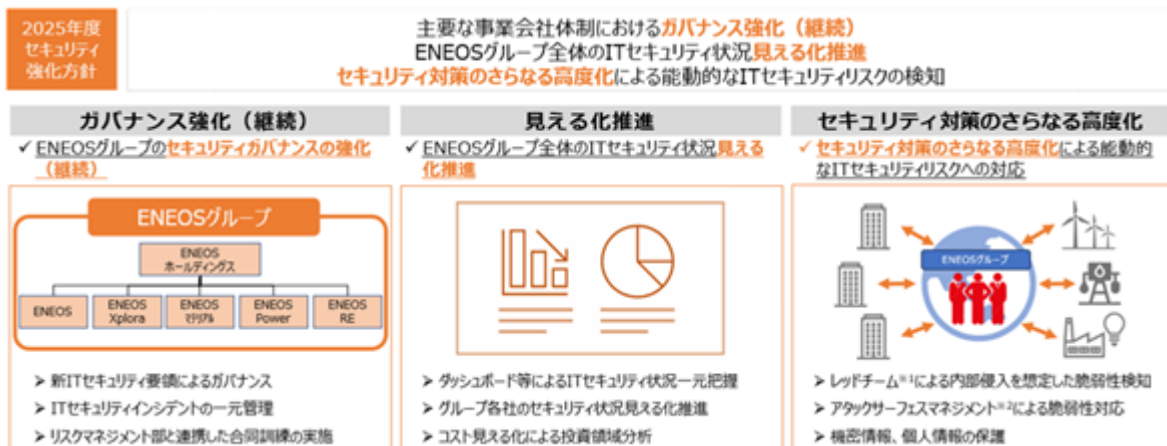 2025年度
セキュリティ
強化方針
主要な事業会社体制におけるガバナンス強化（継続）
ENEOSグループ全体のITセキュリティ状況見える化推進
セキュリティ対策のさらなる高度化による能動的なITセキュリティリスクの検知
ガバナンス強化（継続）
✓ ENEOSグループのセキュリティガバナンスの強化
（継続）
ENEOSグループ
ENEOS
ホールディングス
ENEOS
ENEOS
Xplora
ENEOS
マテリアル
ENEOS
Power
ENEOS
RE
➢ 新ITセキュリティ要領によるガバナンス
➢ ITセキュリティインシデントの一元管理
➢ リスクマネジメント部と連携した合同訓練の実施
見える化推進
✓ ENEOSグループ全体のITセキュリティ状況見える
化推進
➢ ダッシュボード等によるITセキュリティ状況一元把握
➢ グループ各社のセキュリティ状況見える化推進
➢ コスト見える化による投資領域分析
セキュリティ対策のさらなる高度化
✓ セキュリティ対策のさらなる高度化による能動的
なITセキュリティリスクへの対応
ENEOSグループ
➢ レッドチーム※1による内部侵入を想定した脆弱性検知
➢ アタックサーフェスマネジメント※2による脆弱性対応
➢ 機密情報、個人情報の保護